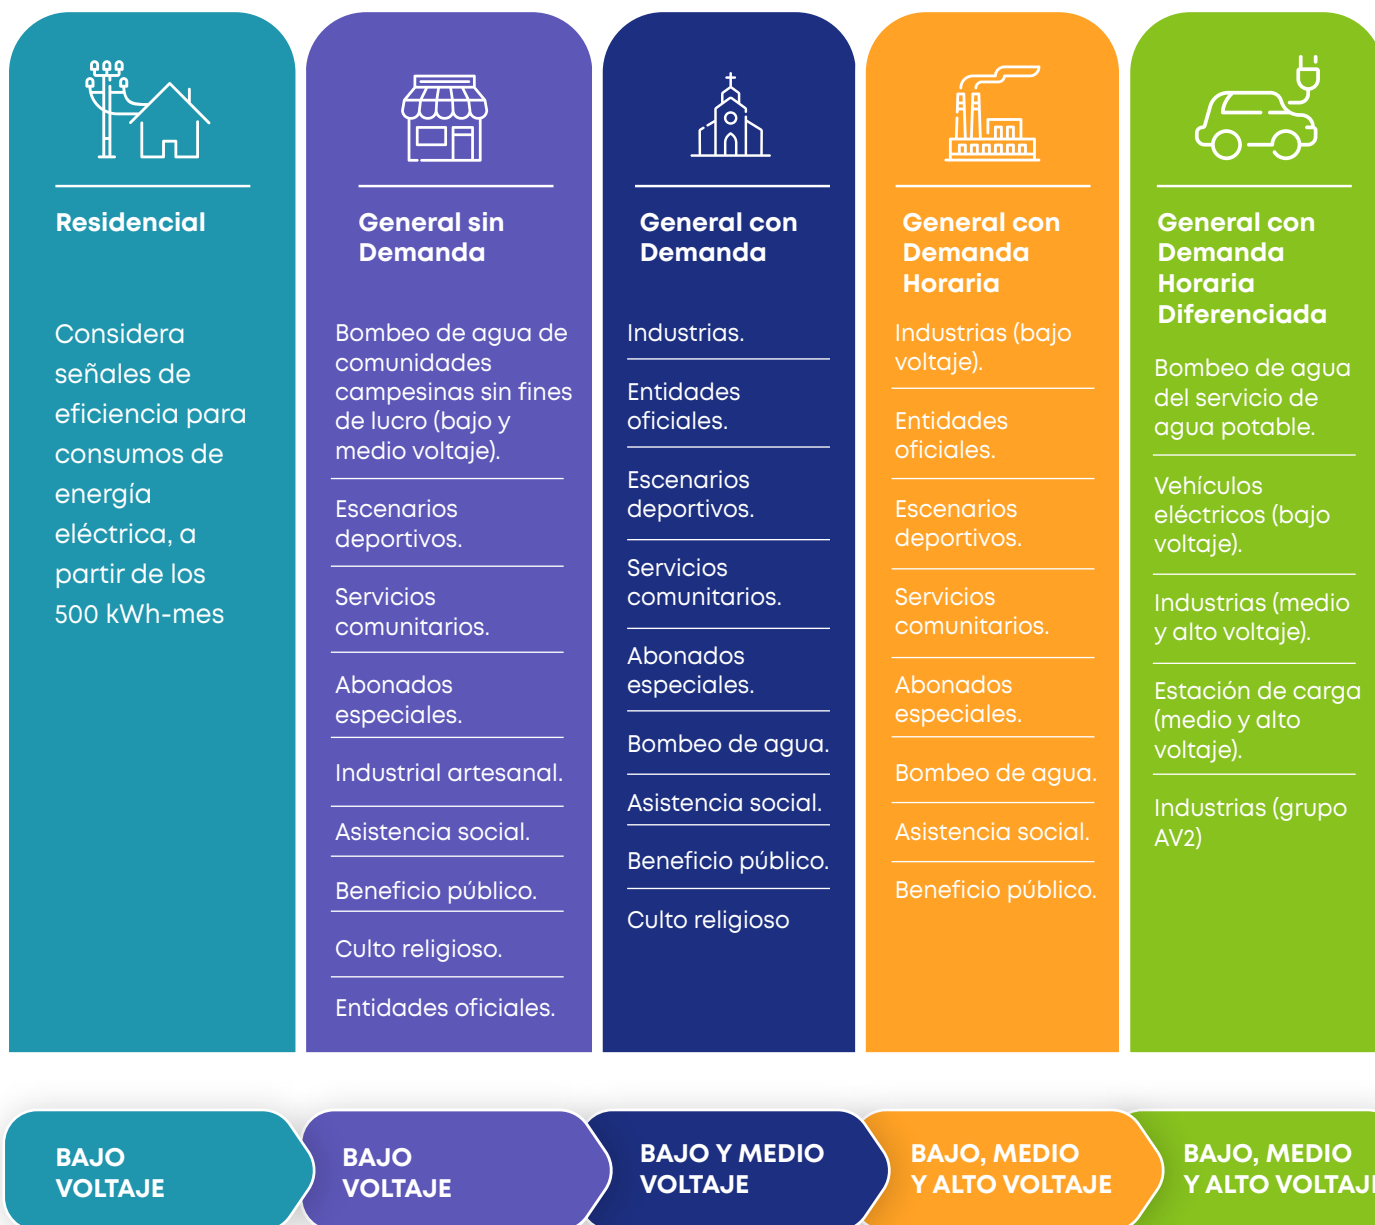 Residencial
Considera
señales de
eficiencia para
consumos de
energía
eléctrica, a
partir de los
500 kWh-mes
General sin
Demanda
Bombeo de agua de
comunidades
campesinas sin fines
de lucro (bajo y
medio voltaje).
Escenarios
deportivos.
Servicios
comunitarios.
Abonados
especiales.
Industrial artesanal.
Asistencia social.
Beneficio público.
Culto religioso.
Entidades oficiales.
General con
Demanda
Industrias.
Entidades
oficiales.
Escenarios
deportivos.
Servicios
comunitarios.
Abonados
especiales.
Bombeo de agua.
Asistencia social.
Beneficio público.
Culto religioso
General con
Demanda
Horaria
Industrias (bajo
voltaje).
Entidades
oficiales.
Escenarios
deportivos.
Servicios
comunitarios.
Abonados
especiales.
Bombeo de agua.
Asistencia social.
Beneficio público.
General con
Demanda
Horaria
Diferenciada
Bombeo de agua
del servicio de
agua potable.
Vehículos
eléctricos (bajo
voltaje).
Industrias (medio
y alto voltaje).
Estación de carga
(medio y alto
voltaje).
Industrias (grupo
AV2)
BAJO
VOLTAJE
BAJO
VOLTAJE
BAJO Y MEDIO
VOLTAJE
BAJO, MEDIO
Y ALTO VOLTAJE
BAJO, MEDIO
Y ALTO VOLTAJE